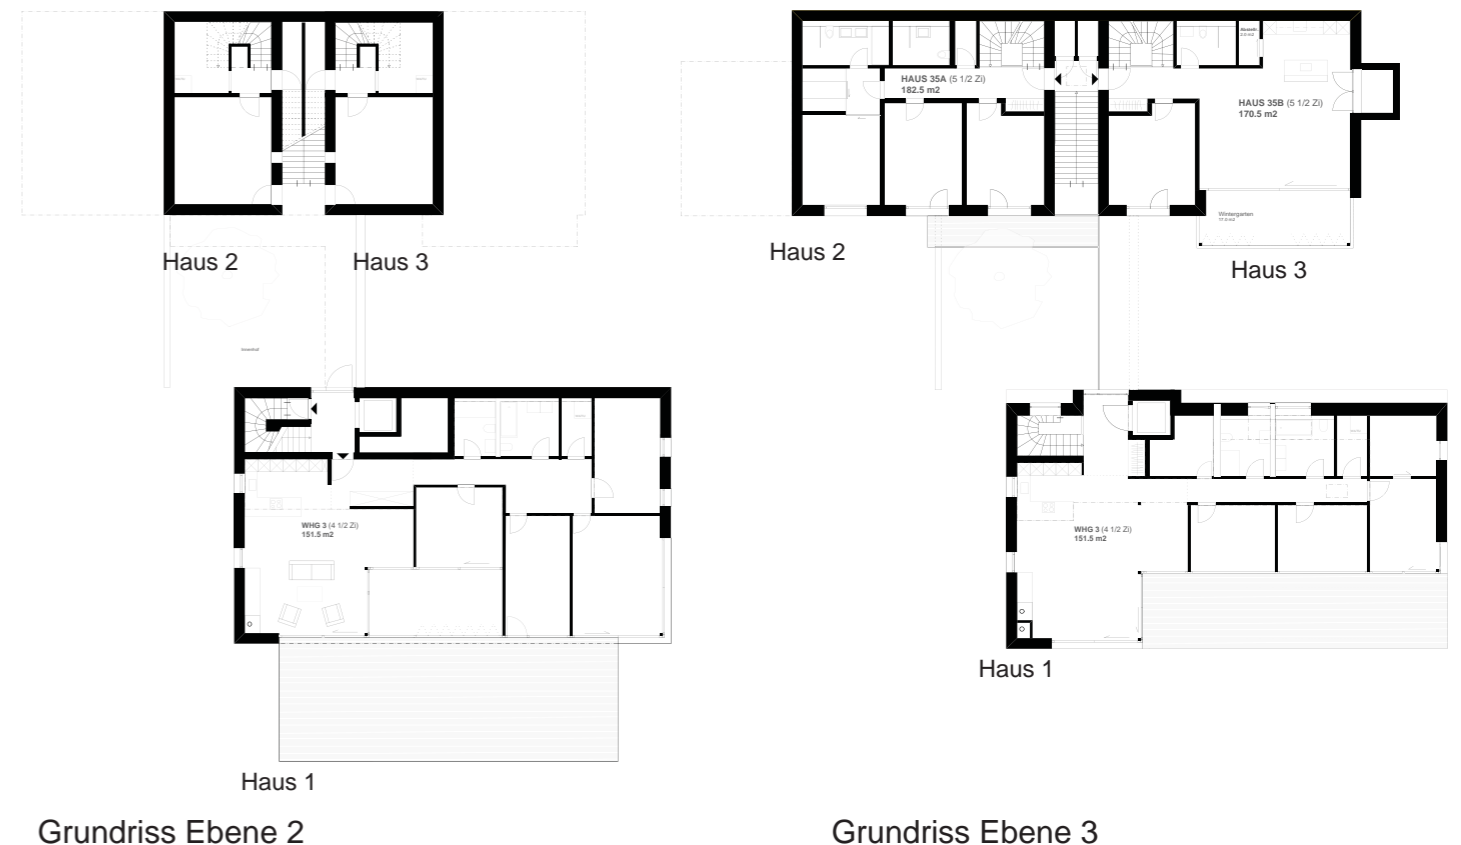 Haus 2
Haus 3
WHG 3 (4 1/2 Zi)
151.5 m2
Haus 1
Grundriss Ebene 2
HAUS 35A (5 1/2 Zi)
182.5 m2
HAUS 35B (5 1/2 Zi)
170.5 m2
Wintergarten
Haus 2
Haus 3
WHG 3 (4 1/2 Zi)
151.5 m2
Haus 1
Grundriss Ebene 3